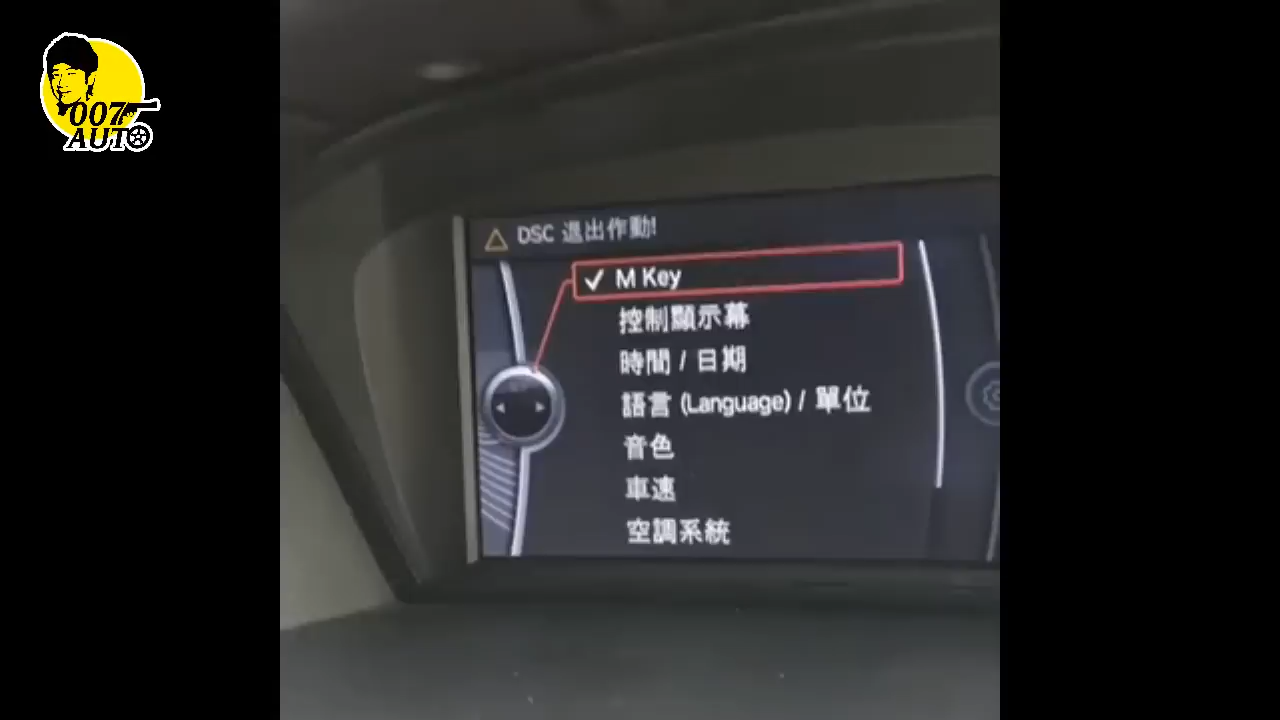 007
AUTO
DSC 退出作動!
✓ M Key
控制顯示幕
時間 / 日期
語言 (Language) / 單位
音色
車速
空調系統